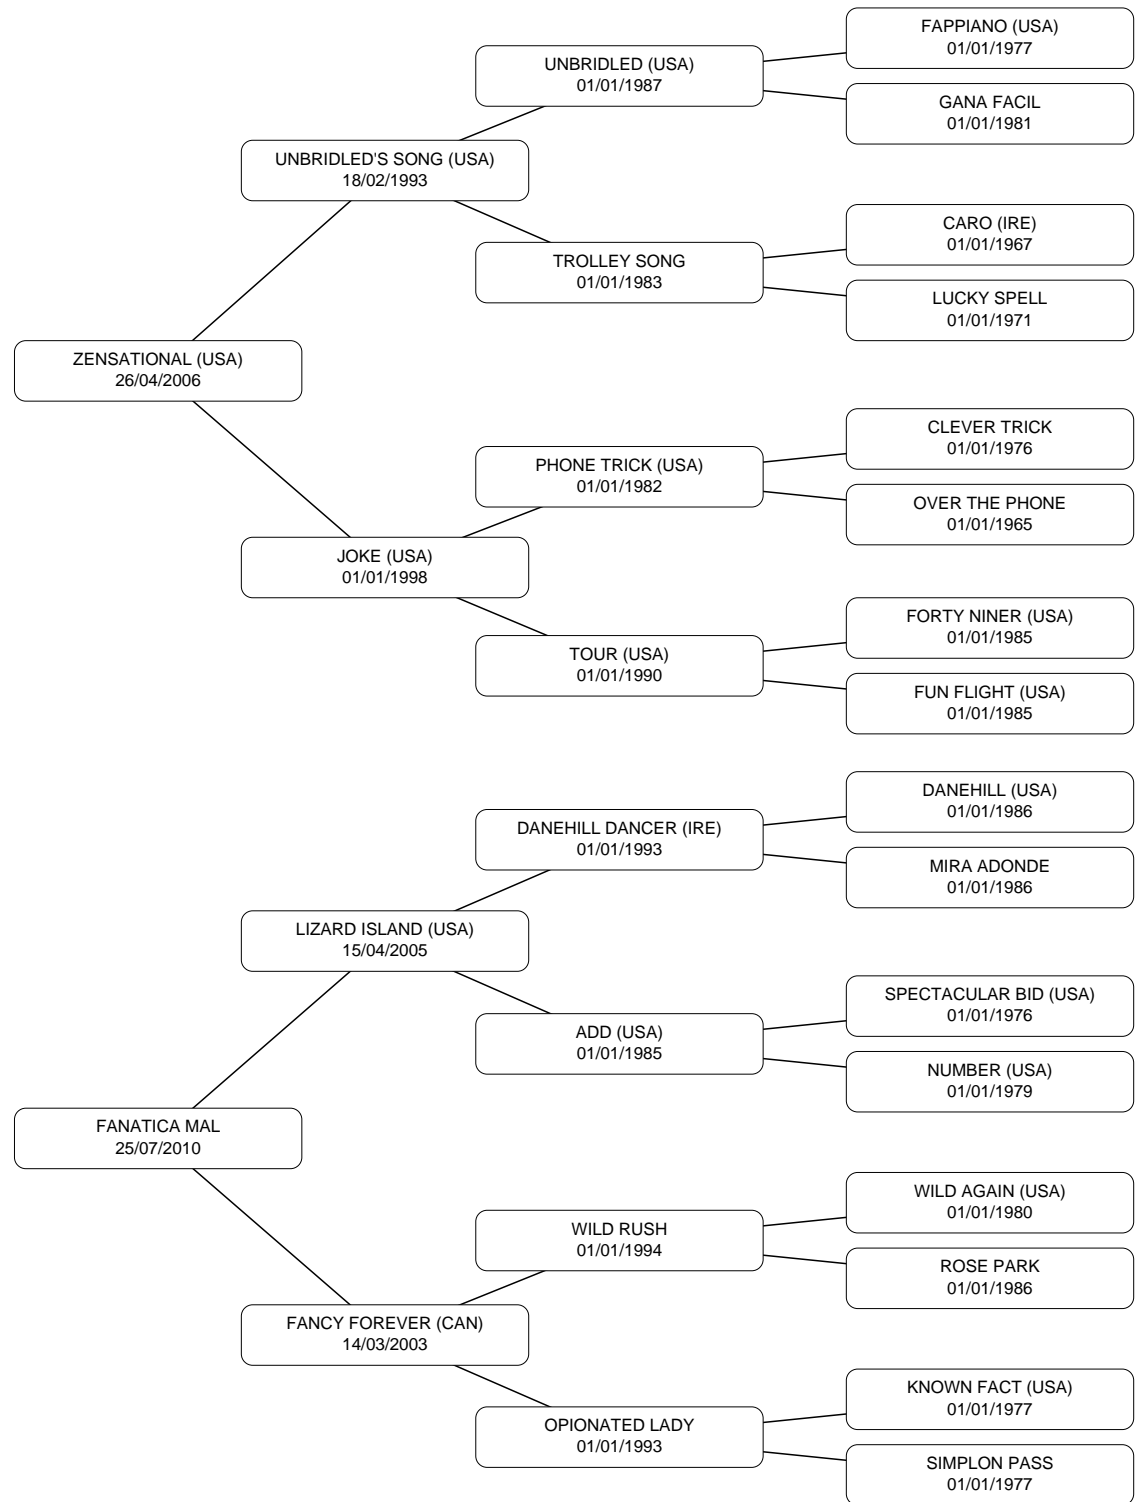 FAPPIANO (USA)
01/01/1977
UNBRIDLED (USA)
01/01/1987
GANA FACIL
01/01/1981
UNBRIDLED'S SONG (USA)
18/02/1993
CARO (IRE)
01/01/1967
TROLLEY SONG
01/01/1983
LUCKY SPELL
01/01/1971
ZENSATIONAL (USA)
26/04/2006
CLEVER TRICK
01/01/1976
PHONE TRICK (USA)
01/01/1982
OVER THE PHONE
01/01/1965
JOKE (USA)
01/01/1998
FORTY NINER (USA)
01/01/1985
TOUR (USA)
01/01/1990
FUN FLIGHT (USA)
01/01/1985
DANEHILL (USA)
01/01/1986
DANEHILL DANCER (IRE)
01/01/1993
MIRA ADONDE
01/01/1986
LIZARD ISLAND (USA)
15/04/2005
SPECTACULAR BID (USA)
01/01/1976
ADD (USA)
01/01/1985
NUMBER (USA)
01/01/1979
FANATICA MAL
25/07/2010
WILD AGAIN (USA)
01/01/1980
WILD RUSH
01/01/1994
ROSE PARK
01/01/1986
FANCY FOREVER (CAN)
14/03/2003
KNOWN FACT (USA)
01/01/1977
OPIONATED LADY
01/01/1993
SIMPLON PASS
01/01/1977